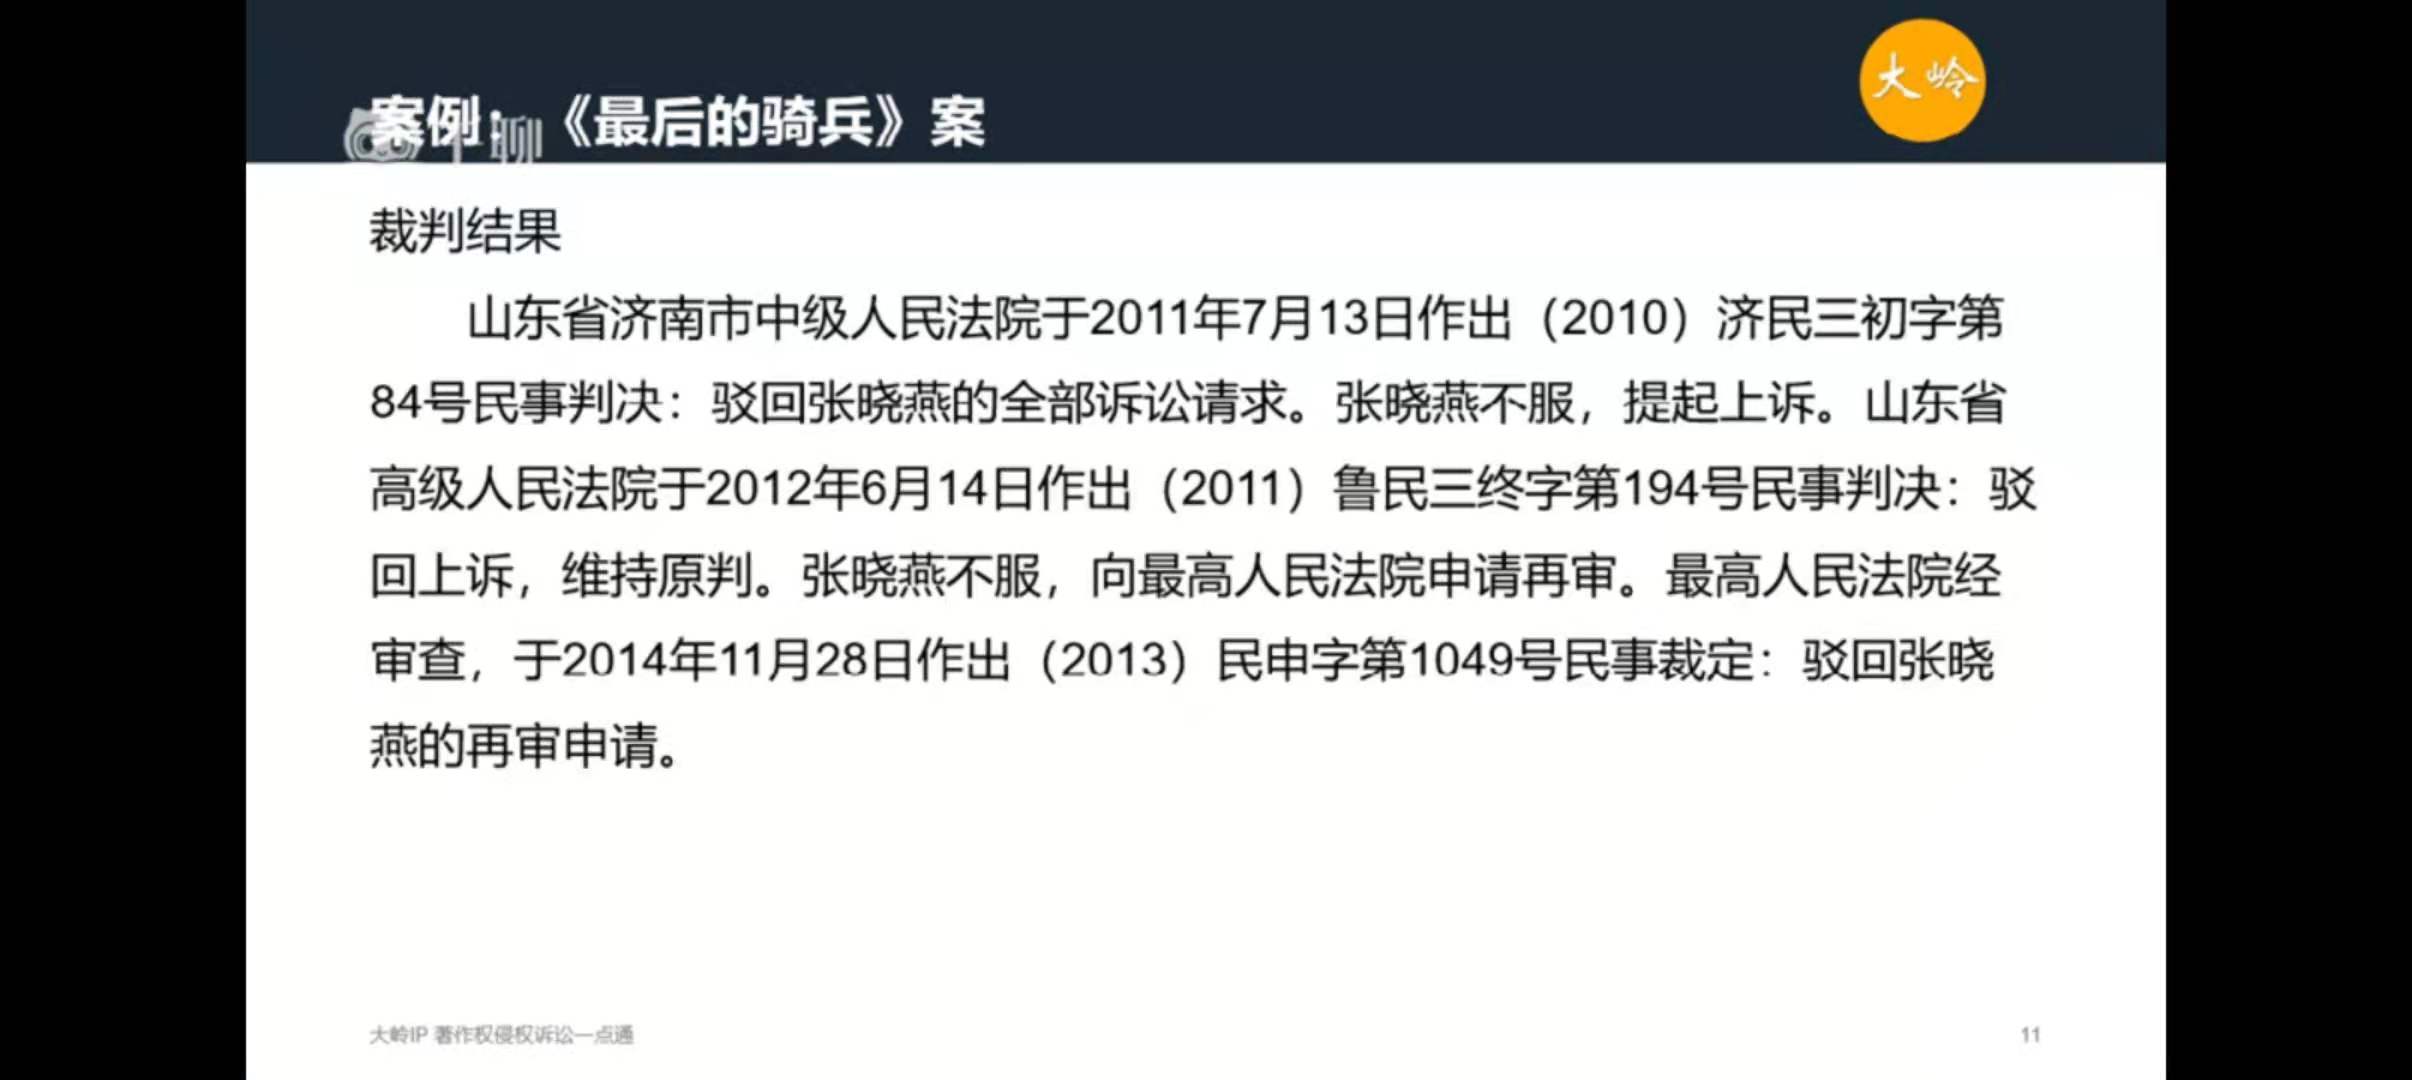 大岭
案例：《最后的骑兵》案
裁判结果
山东省济南市中级人民法院于2011年7月13日作出（2010）济民三初字第
84号民事判决：驳回张晓燕的全部诉讼请求。张晓燕不服，提起上诉。山东省
高级人民法院于2012年6月14日作出（2011）鲁民三终字第194号民事判决：驳
回上诉，维持原判。张晓燕不服，向最高人民法院申请再审。最高人民法院经
审查，于2014年11月28日作出（2013）民申字第1049号民事裁定：驳回张晓
燕的再审申请。
大岭IP 著作权侵权诉讼一点通
11